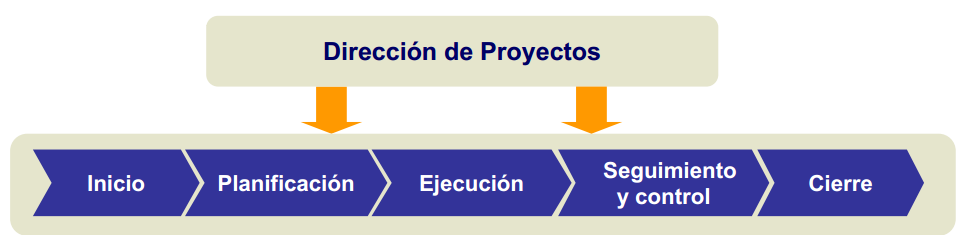 Dirección de Proyectos
Inicio
Planificación
Ejecución
Seguimiento
y control
Cierre